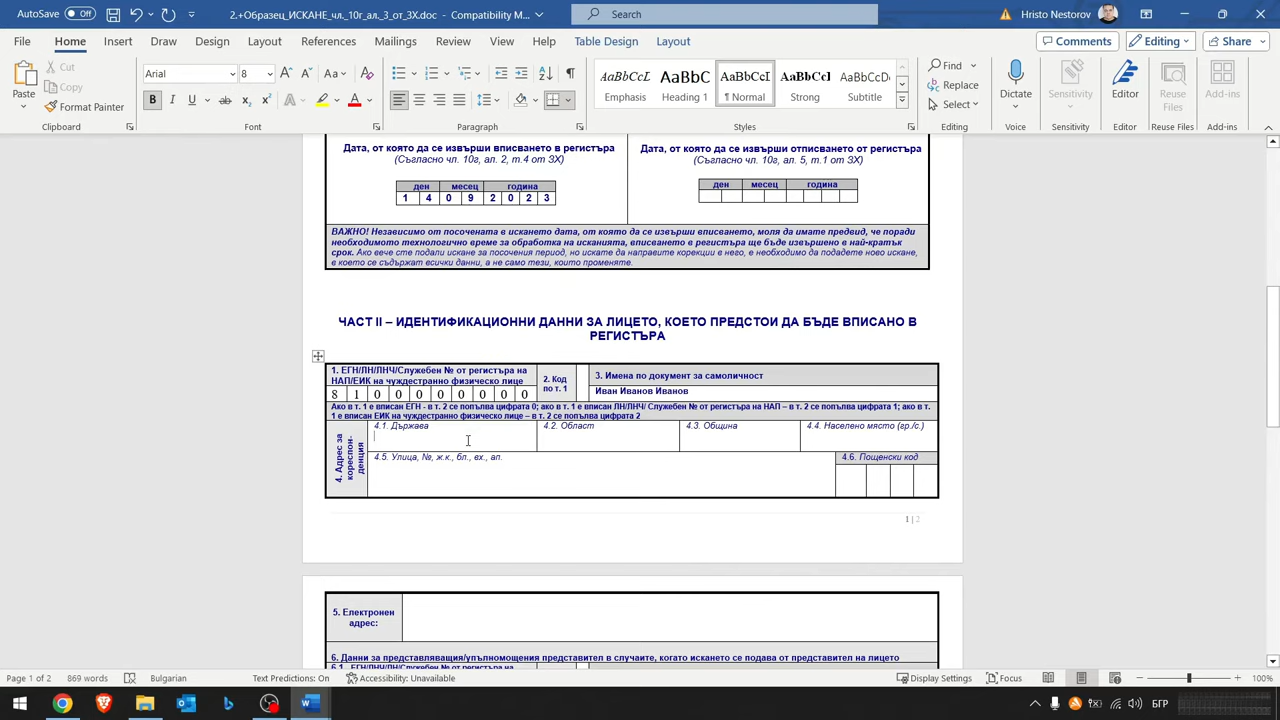 2.+Образец_ИСКАНЕ_...
Search
Hristo Nestorov
File Home Insert Draw Design Layout References Mailings Review View Help Table Design Layout
Comments Editing Share
Paste Cut Copy Format Painter
Clipboard
Arial 8
Font
Paragraph
AaBbCcL AaBbC AaBbCcI AaBbCcl AaBbCcD
Emphasis Heading 1 ¶ Normal Strong Subtitle
Styles
Find Replace Select
Editing
Dictate
Voice
Sensitivity
Sensitivity
Editor
Editor
Reuse Files
Reuse Files
Add-ins
Add-ins
Дата, от която да се извърши вписването в регистъра
(Съгласно чл. 10г, ал. 2, т.4 от ЗХ)
ден месец година
1 4 0 9 2 0 2 3
Дата, от която да се извърши отписването от регистъра
(Съгласно чл. 10г, ал. 5, т.1 от ЗХ)
ден месец година
ВАЖНО! Независимо от посочената в искането дата, от която да се извърши вписването, моля да имате предвид, че поради
необходимото технологично време за обработка на исканията, вписването в регистъра ще бъде извършено в най-кратък
срок. Ако вече сте подали искане за посочения период, но искате да направите корекции в него, е необходимо да подадете ново искане,
в което се съдържат всички данни, а не само тези, които променяте.
ЧАСТ II – ИДЕНТИФИКАЦИОННИ ДАННИ ЗА ЛИЦЕТО, КОЕТО ПРЕДСТОИ ДА БЪДЕ ВПИСАНО В
РЕГИСТЪРА
1. ЕГН/ЛН/ЛНЧ/Служебен № от регистъра на
НАП/ЕИК на чуждестранно физическо лице
8 1 0 0 0 0 0 0 0 0
2. Код
по т. 1
3. Имена по документ за самоличност
Иван Иванов Иванов
Ако в т. 1 е вписан ЕГН - в т. 2 се попълва цифрата 0; ако в т. 1 е вписан ЛН/ЛНЧ/ Служебен № от регистъра на НАП – в т. 2 се попълва цифрата 1; ако в т.
1 е вписан ЕИК на чуждестранно физическо лице – в т. 2 се попълва цифрата 2
4. Адрес за
кореспон-
денция
4.1. Държава 4.2. Област 4.3. Община 4.4. Населено място (гр./с.)
4.5. Улица, №, ж.к., бл., вх., ап. 4.6. Пощенски код
1 | 2
5. Електронен
адрес:
6. Данни за представляващия/упълномощения представител в случаите, когато искането се подава от представител на лицето
6.1. ЕГН/ЛН/ЛНЧ/Служебен № от регистъра на
Page 1 of 2 869 words Bulgarian Text Predictions: On Accessibility: Unavailable Display Settings Focus 100%
БГР